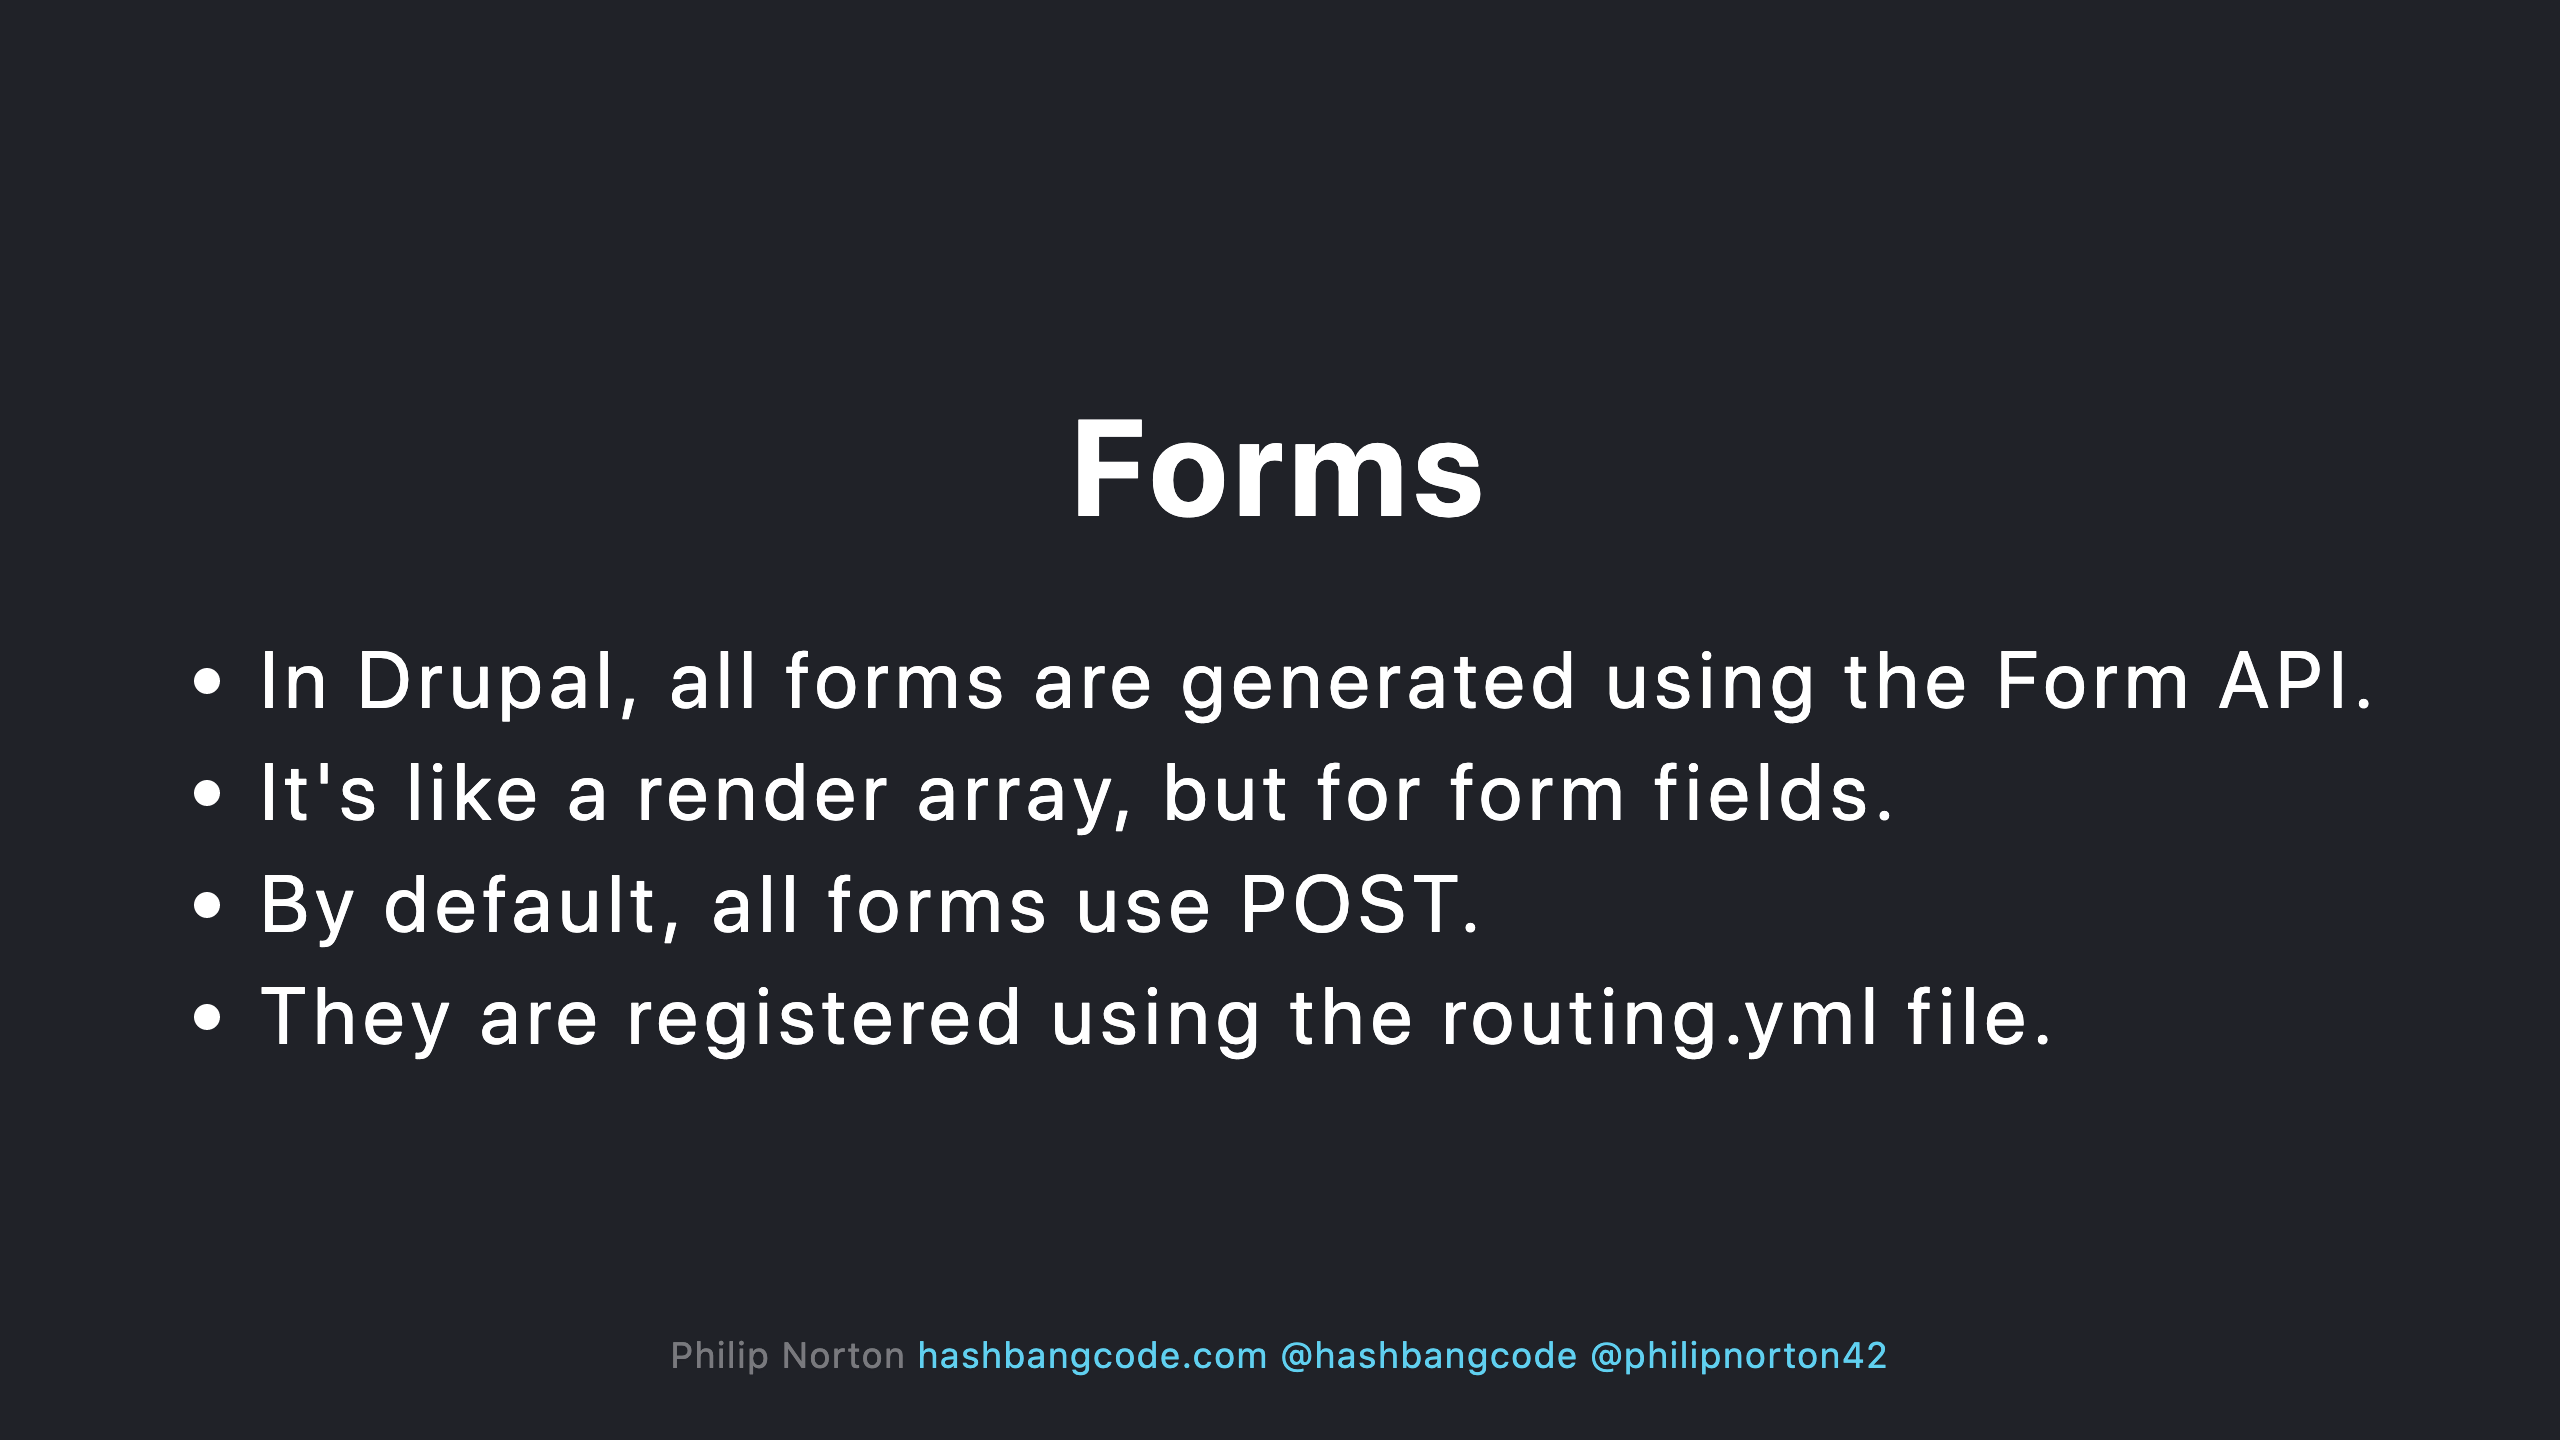 Forms
• In Drupal, all forms are generated using the Form API.
• It's like a render array, but for form fields.
• By default, all forms use POST.
• They are registered using the routing.yml file.
Philip Norton hashbangcode.com @hashbangcode @philipnorton42